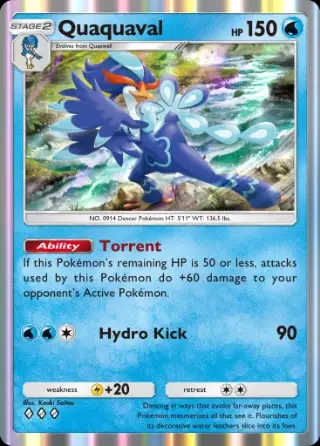 STAGE 2
Quaquaval
HP 150
Evolves from Quaxwell
NO. 0914 Dancer Pokémon HT: 5'11" WT: 136.5 lbs.
Ability Torrent
If this Pokémon's remaining HP is 50 or less, attacks
used by this Pokémon do +60 damage to your
opponent's Active Pokémon.
Hydro Kick 90
weakness +20 retreat
Illus. Kouki Saitou
Dancing in ways that evoke far-away places, this
Pokémon mesmerizes all that see it. Flourishes of
its decorative water feathers slice into its foes.